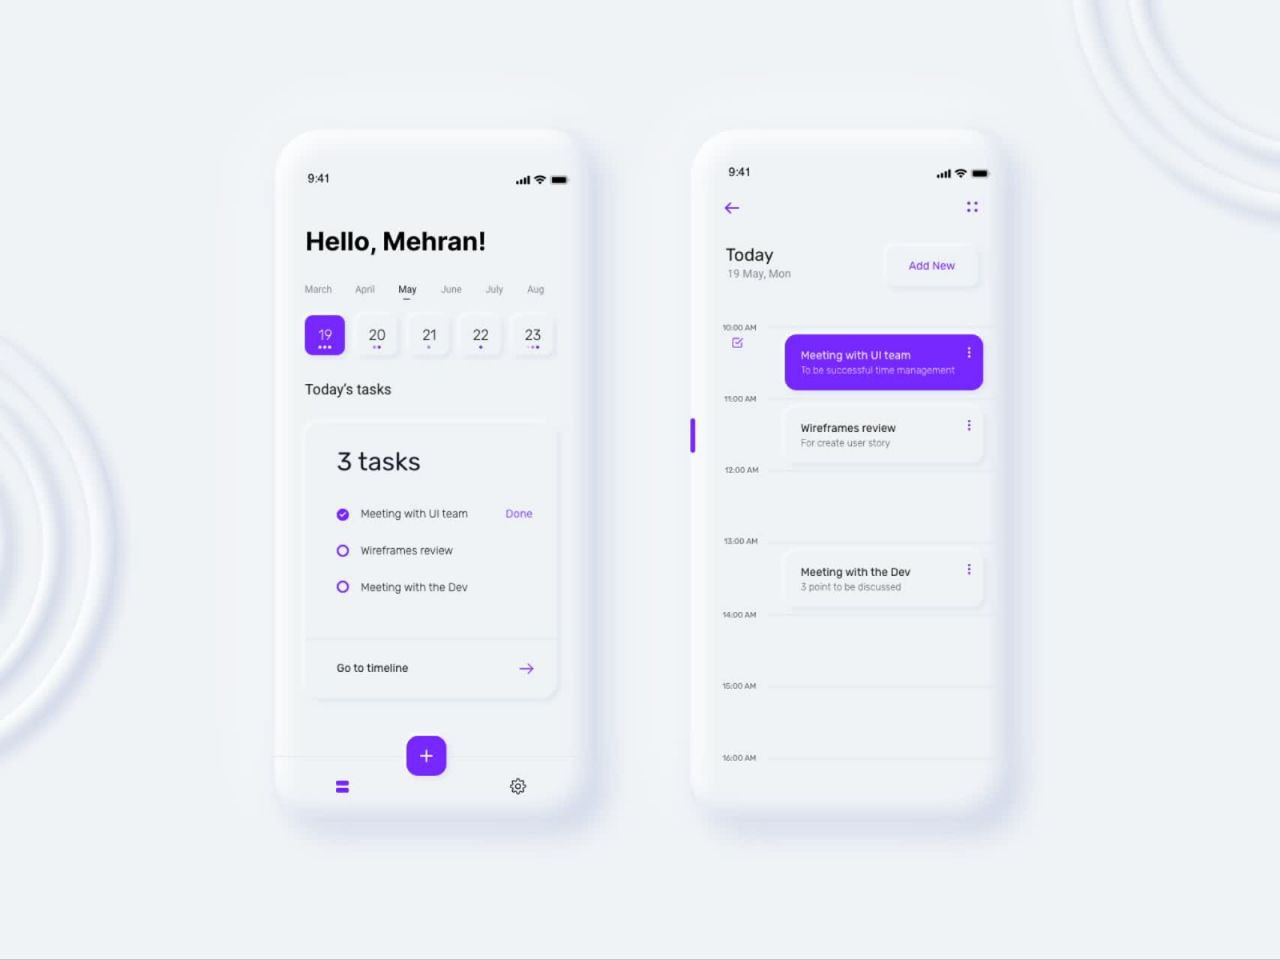 9:41
Hello, Mehran!
March April May June July Aug
19 20 21 22 23
Today's tasks
3 tasks
Meeting with UI team Done
Wireframes review
Meeting with the Dev
Go to timeline
9:41
Today
19 May, Mon
Add New
10:00 AM
Meeting with UI team
To be successful time management
11:00 AM
Wireframes review
For create user story
12:00 AM
13:00 AM
Meeting with the Dev
3 point to be discussed
14:00 AM
15:00 AM
16:00 AM